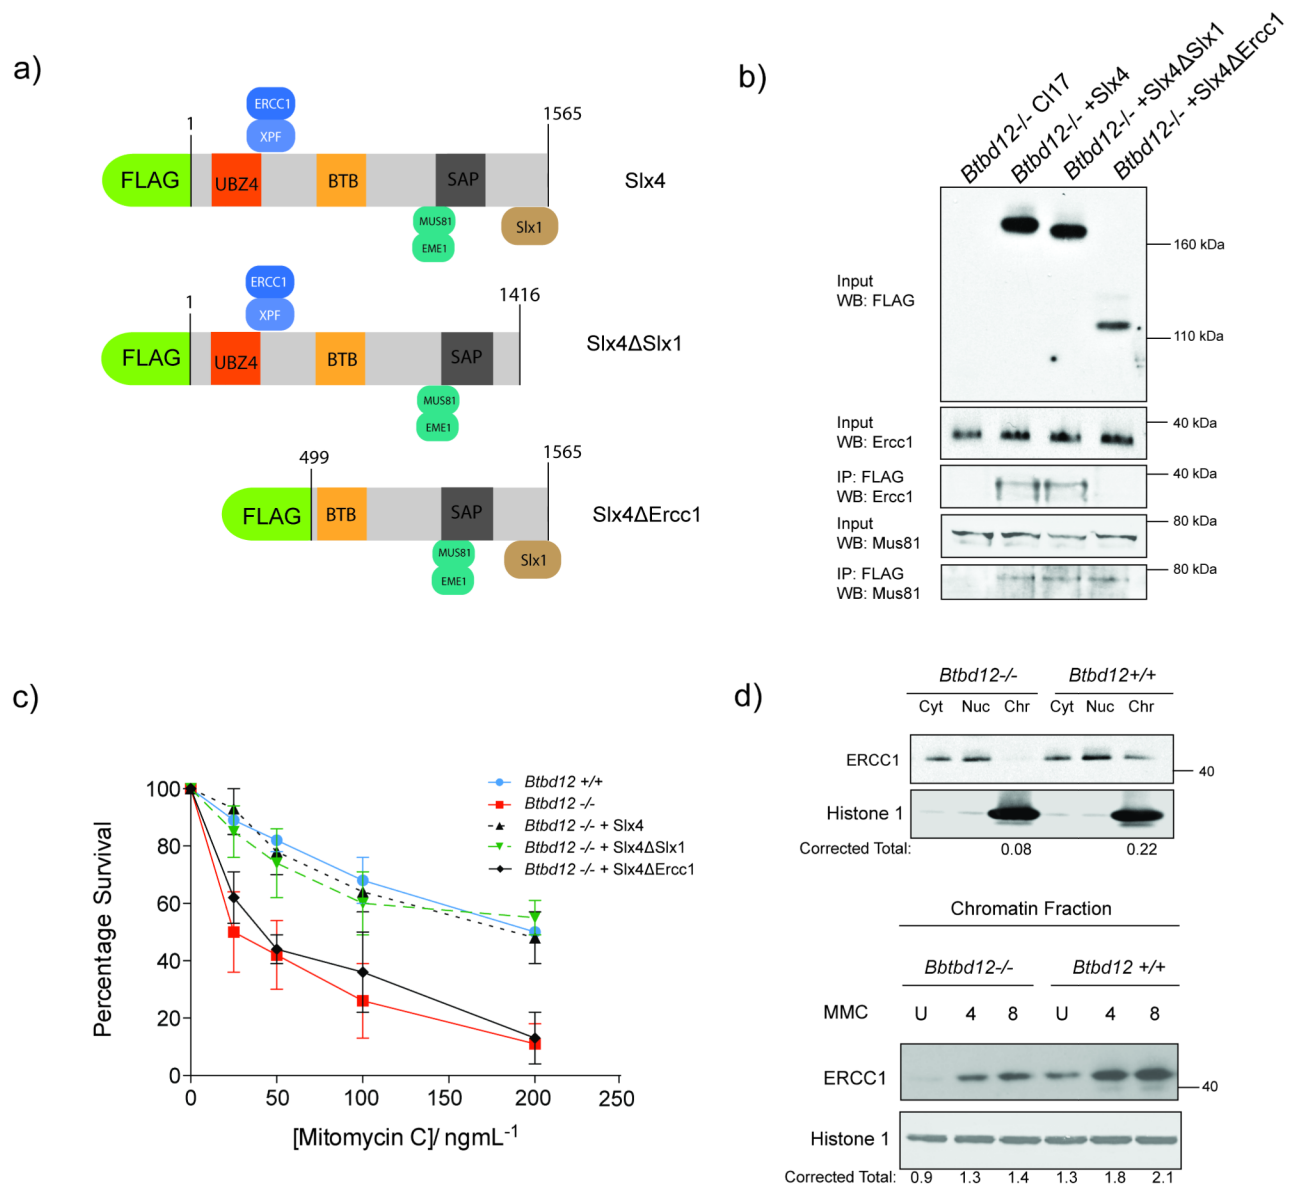 a)
ERCC1
XPF
1
1565
FLAG
UBZ4
BTB
SAP
Slx4
MUS81
EME1
Slx1
ERCC1
XPF
1
1416
FLAG
UBZ4
BTB
SAP
Slx4ΔSlx1
MUS81
EME1
499
1565
FLAG
BTB
SAP
Slx4ΔErcc1
MUS81
EME1
Slx1
b)
Btbd12-/- Cl17
Btbd12-/- +Slx4
Btbd12-/- +Slx4ΔSlx1
Btbd12-/- +Slx4ΔErcc1
160 kDa
Input
WB: FLAG
110 kDa
Input
WB: Ercc1
40 kDa
IP: FLAG
WB: Ercc1
40 kDa
Input
WB: Mus81
80 kDa
IP: FLAG
WB: Mus81
80 kDa
c)
Percentage Survival
100
80
60
40
20
0
0
50
100
150
200
250
[Mitomycin C]/ ngmL-1
Btbd12 +/+
Btbd12 -/-
Btbd12 -/- + Slx4
Btbd12 -/- + Slx4ΔSlx1
Btbd12 -/- + Slx4ΔErcc1
d)
Btbd12-/- Btbd12+/+
Cyt Nuc Chr Cyt Nuc Chr
ERCC1
40
Histone 1
Corrected Total: 0.08 0.22
Chromatin Fraction
Bbtbd12-/- Btbd12 +/+
MMC U 4 8 U 4 8
ERCC1
40
Histone 1
Corrected Total: 0.9 1.3 1.4 1.3 1.8 2.1